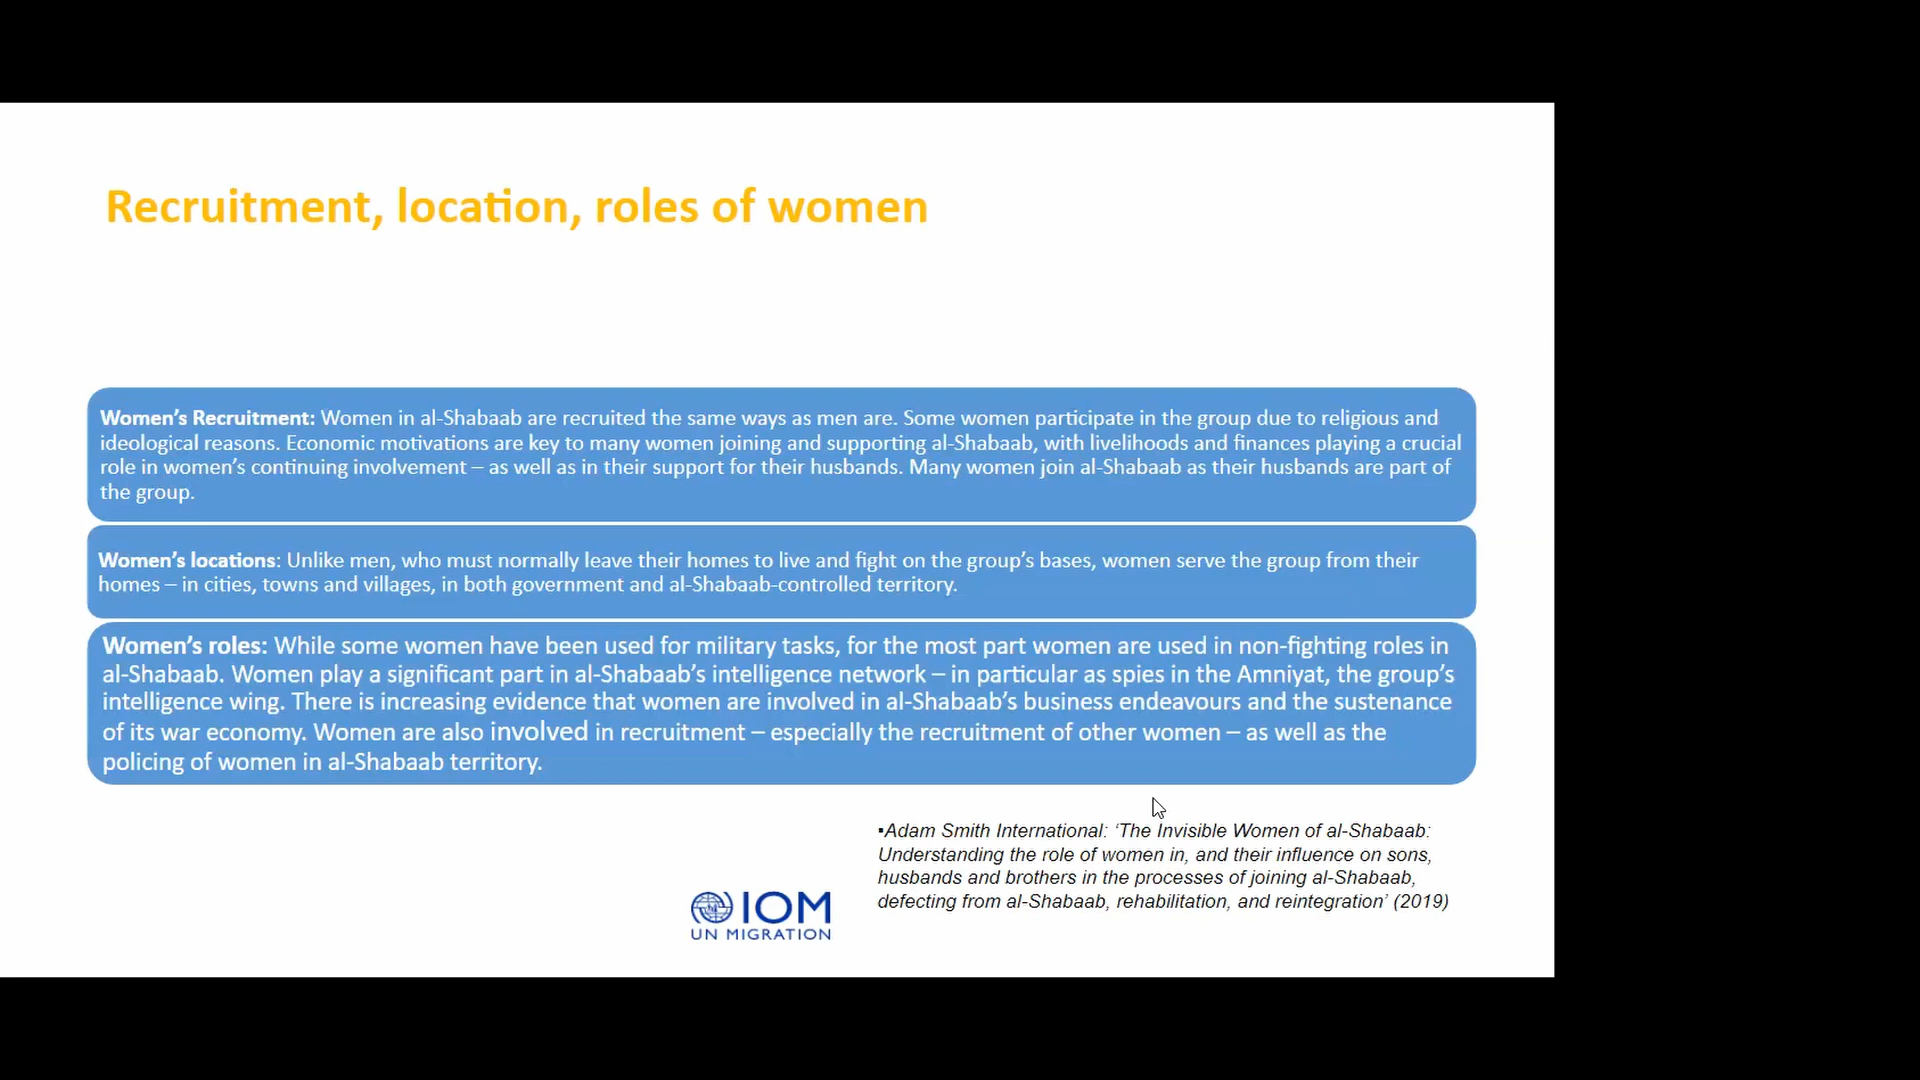 Recruitment, location, roles of women
Women’s Recruitment: Women in al-Shabaab are recruited the same ways as men are. Some women participate in the group due to religious and
ideological reasons. Economic motivations are key to many women joining and supporting al-Shabaab, with livelihoods and finances playing a crucial
role in women’s continuing involvement – as well as in their support for their husbands. Many women join al-Shabaab as their husbands are part of
the group.
Women’s locations: Unlike men, who must normally leave their homes to live and fight on the group’s bases, women serve the group from their
homes – in cities, towns and villages, in both government and al-Shabaab-controlled territory.
Women’s roles: While some women have been used for military tasks, for the most part women are used in non-fighting roles in
al-Shabaab. Women play a significant part in al-Shabaab’s intelligence network – in particular as spies in the Amniyat, the group’s
intelligence wing. There is increasing evidence that women are involved in al-Shabaab’s business endeavours and the sustenance
of its war economy. Women are also involved in recruitment – especially the recruitment of other women – as well as the
policing of women in al-Shabaab territory.
▪Adam Smith International: ‘The Invisible Women of al-Shabaab:
Understanding the role of women in, and their influence on sons,
husbands and brothers in the processes of joining al-Shabaab,
defecting from al-Shabaab, rehabilitation, and reintegration’ (2019)
IOM
UN MIGRATION